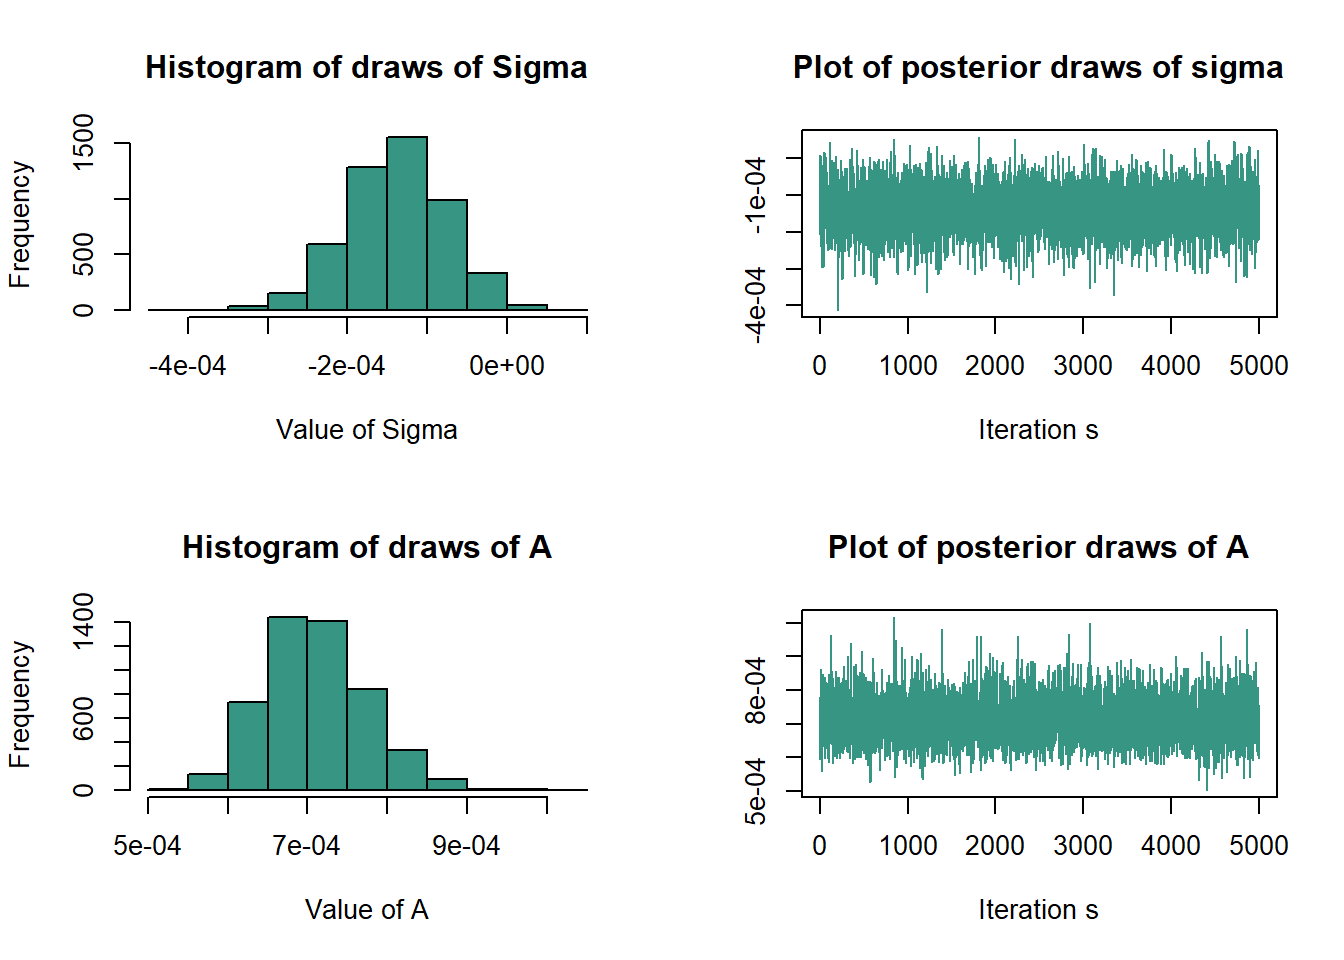 Histogram of draws of Sigma
Frequency
0 500 1500
-4e-04 -2e-04 0e+00
Value of Sigma
Plot of posterior draws of sigma
-4e-04 -1e-04
0 1000 2000 3000 4000 5000
Iteration s
Histogram of draws of A
Frequency
0 600 1400
5e-04 7e-04 9e-04
Value of A
Plot of posterior draws of A
5e-04 8e-04
0 1000 2000 3000 4000 5000
Iteration s